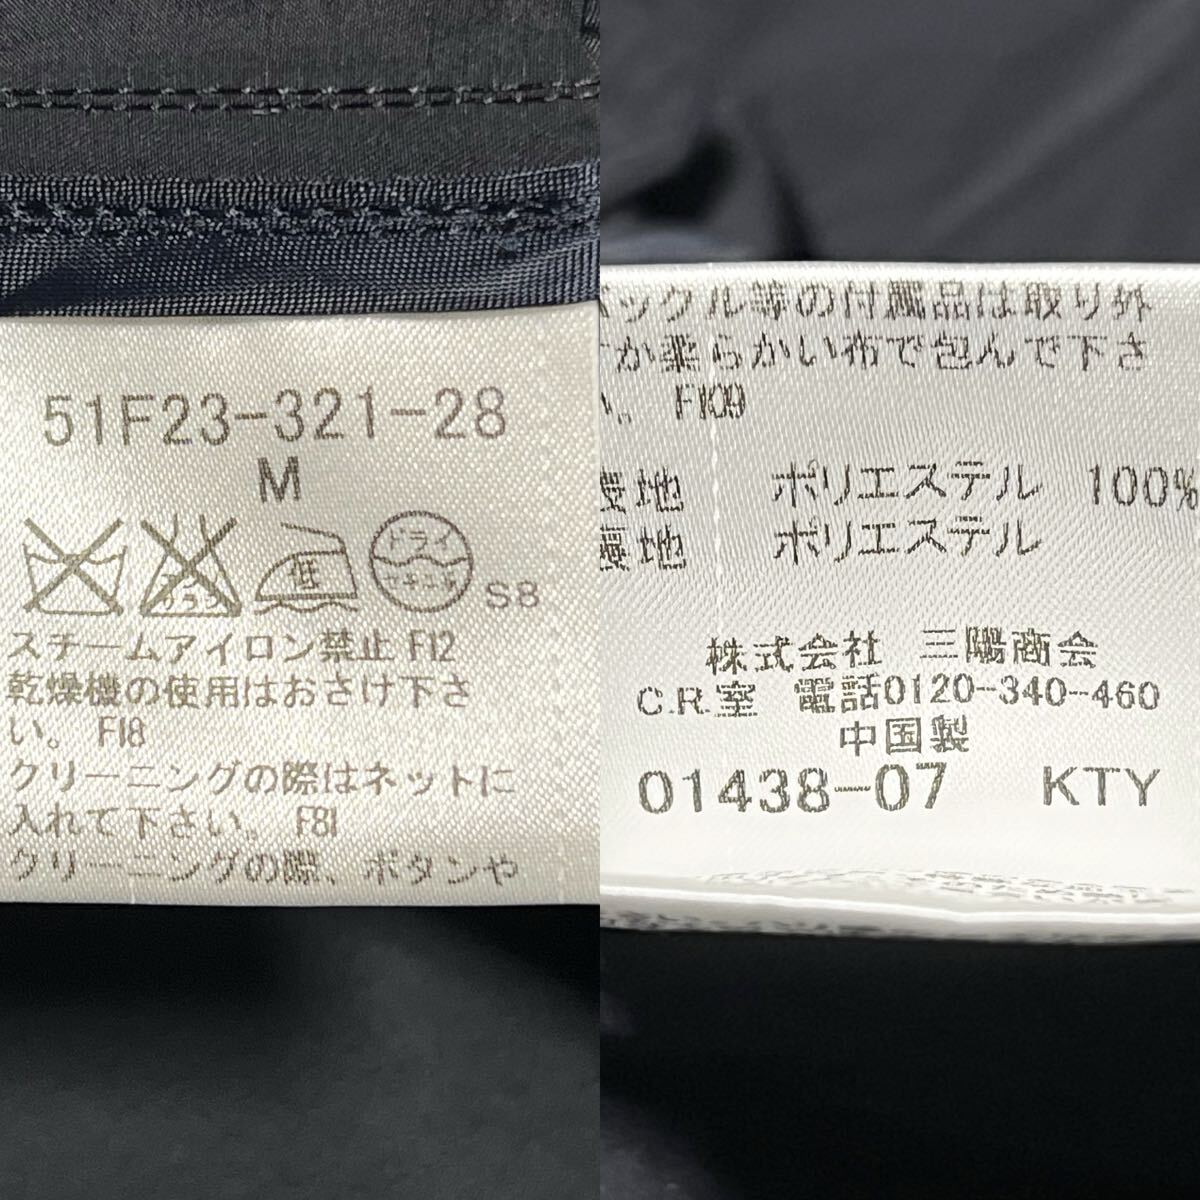 51F23-321-28
M
低
ドライ
S8
スチームアイロン禁止 F12
乾燥機の使用はおさけ下さ
い。 F18
クリーニングの際はネットに
入れて下さい。 F81
クリーニングの際、ボタンや
バックル等の付属品は取り外
すか柔らかい布で包んで下さ
い。 F109
表地 ポリエステル 100%
裏地 ポリエステル
株式会社 三陽商会
C.R.室 電話0120-340-460
中国製
01438-07 KTY